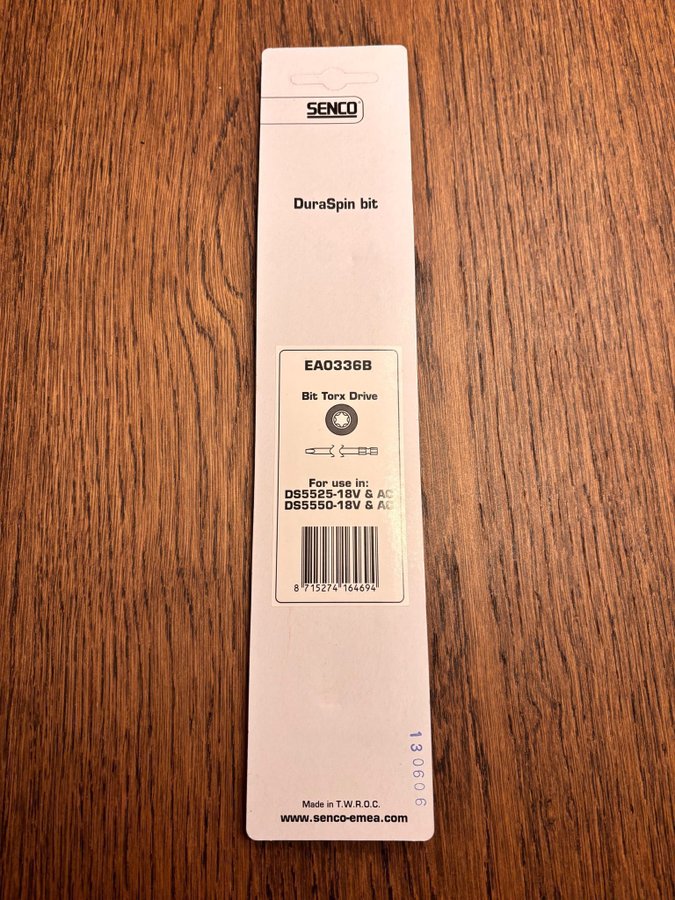 SENCO®
DuraSpin bit
EA0336B
Bit Torx Drive
For use in:
DS5525-18V & AC
DS5550-18V & AC
8 715274 164694
130606
Made in T.W.R.O.C.
www.senco-emea.com